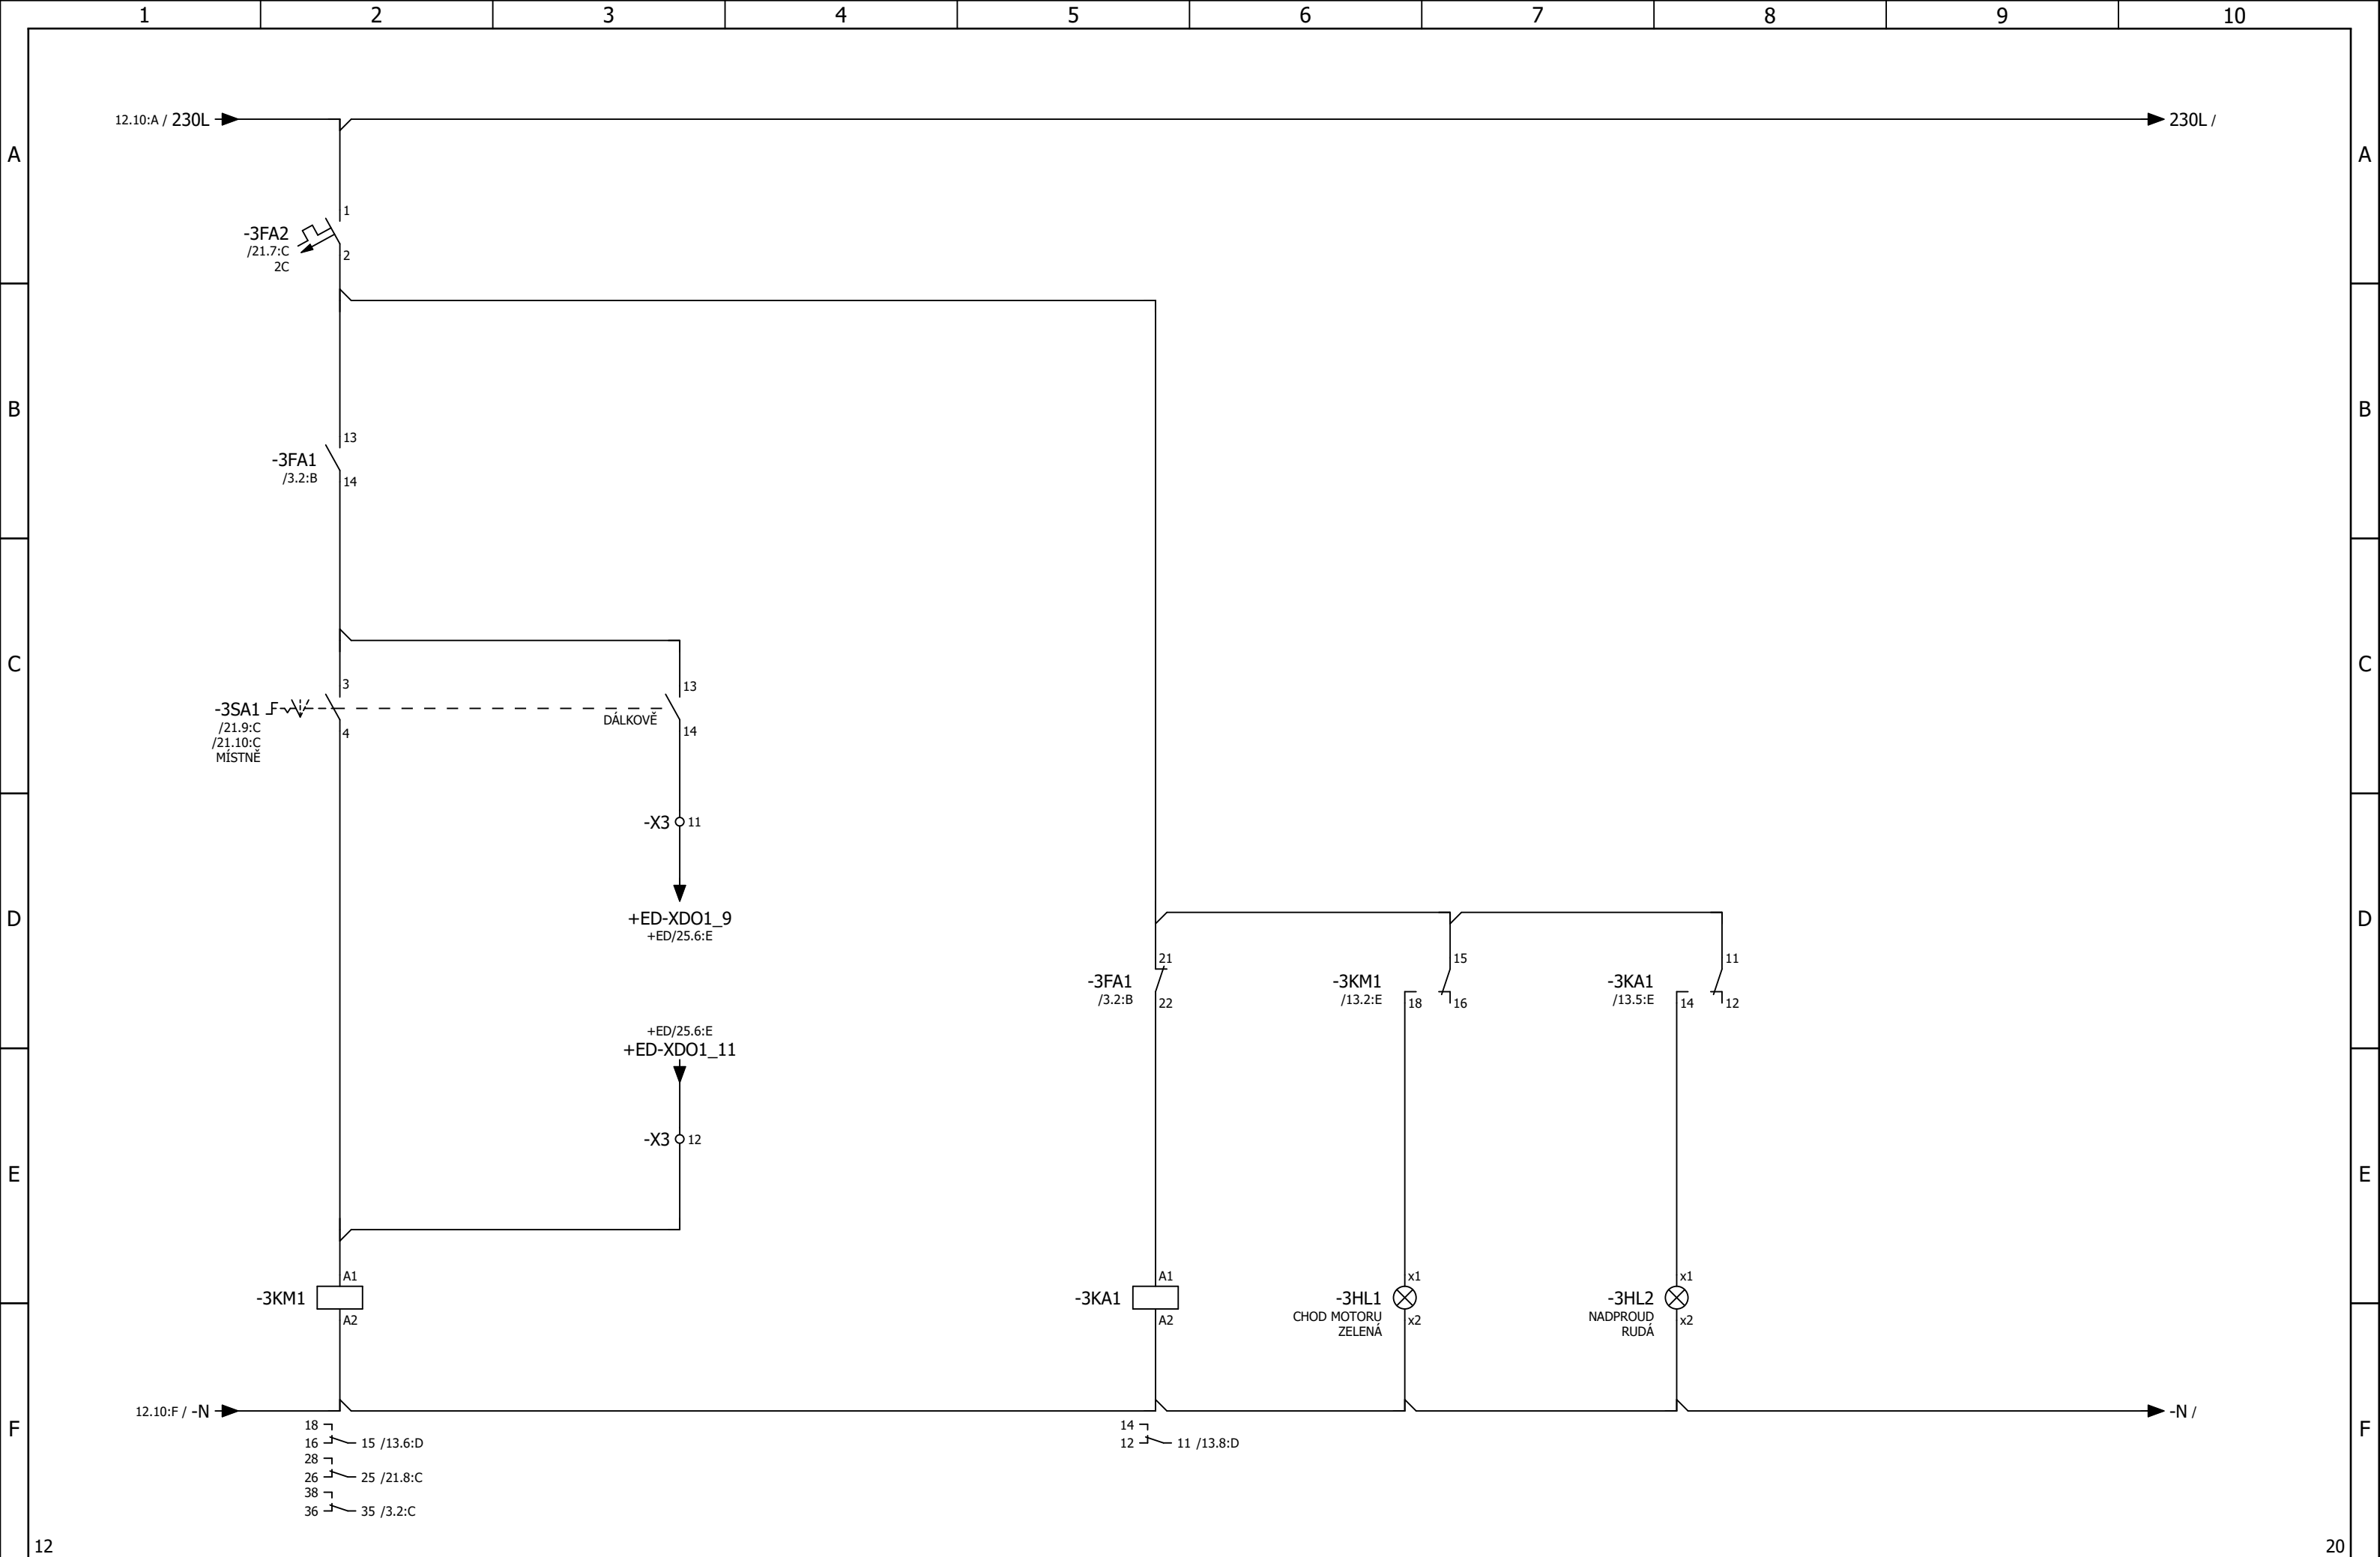 1 2 3 4 5 6 7 8 9 10
12.10:A / 230L
230L /
A
A
1
-3FA2
/21.7:C
2C
2
B
B
13
-3FA1
/3.2:B
14
C
C
3
-3SA1
/21.9:C
/21.10:C
MÍSTNĚ
4
13
DÁLKOVĚ
14
-X3 11
D
D
+ED-XDO1_9
+ED/25.6:E
21
-3FA1
/3.2:B
22
15
-3KM1
/13.2:E
18
16
11
-3KA1
/13.5:E
14
12
+ED/25.6:E
+ED-XDO1_11
-X3 12
E
E
A1
-3KM1
A2
A1
-3KA1
A2
x1
-3HL1
CHOD MOTORU
ZELENÁ
x2
x1
-3HL2
NADPROUD
RUDÁ
x2
12.10:F / -N
-N /
F
F
18
16 15 /13.6:D
28
26 25 /21.8:C
38
36 35 /3.2:C
14
12 11 /13.8:D
12
20